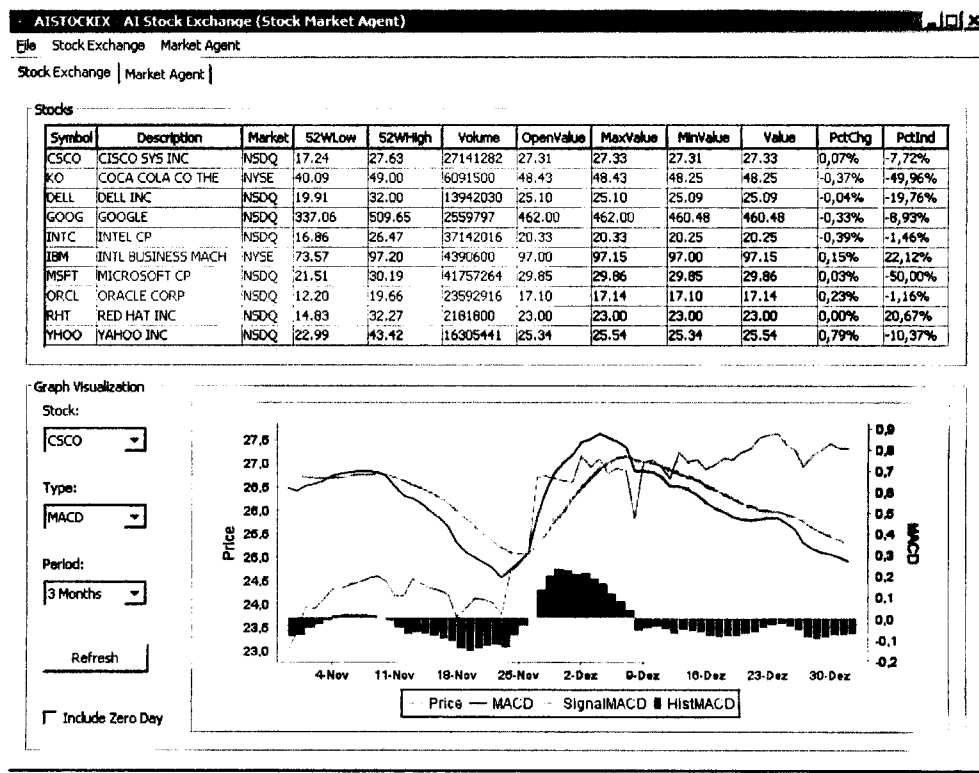 AISTOCKEX - AI Stock Exchange (Stock Market Agent)
File Stock Exchange Market Agent
Stock Exchange Market Agent
Stocks
Symbol Description Market 52WLow 52WHigh Volume OpenValue MaxValue MinValue Value PctChg PctInd
CSCO CISCO SYS INC NSDQ 17.24 27.63 27141282 27.31 27.33 27.31 27.33 0,07% -7,72%
KO COCA COLA CO THE NYSE 40.09 49.00 6091500 48.43 48.43 48.25 48.25 -0,37% -49,96%
DELL DELL INC NSDQ 19.91 32.00 13942030 25.10 25.10 25.09 25.09 -0,04% -19,76%
GOOG GOOGLE NSDQ 337.06 509.65 2559797 462.00 462.00 460.48 460.48 -0,33% -8,93%
INTC INTEL CP NSDQ 16.86 26.47 37142016 20.33 20.33 20.25 20.25 -0,39% -1,46%
IBM INTL BUSINESS MACH NYSE 73.57 97.20 4390600 97.00 97.15 97.00 97.15 0,15% 22,12%
MSFT MICROSOFT CP NSDQ 21.51 30.19 41757264 29.85 29.86 29.85 29.86 0,03% -50,00%
ORCL ORACLE CORP NSDQ 12.20 19.66 23592916 17.10 17.14 17.10 17.14 0,23% -1,16%
RHT RED HAT INC NSDQ 14.83 32.27 2181800 23.00 23.00 23.00 23.00 0,00% 20,67%
YHOO YAHOO INC NSDQ 22.99 43.42 16305441 25.34 25.54 25.34 25.54 0,79% -10,37%
Graph Visualization
Stock:
CSCO
Type:
MACD
Period:
3 Months
Refresh
Include Zero Day
Price
27,5
27,0
26,5
26,0
25,5
25,0
24,5
24,0
23,5
23,0
0,9
0,8
0,7
0,6
0,5
0,4
0,3
0,2
0,1
0,0
-0,1
-0,2
MACD
4-Nov 11-Nov 18-Nov 25-Nov 2-Dez 9-Dez 16-Dez 23-Dez 30-Dez
Price MACD SignalMACD HistMACD